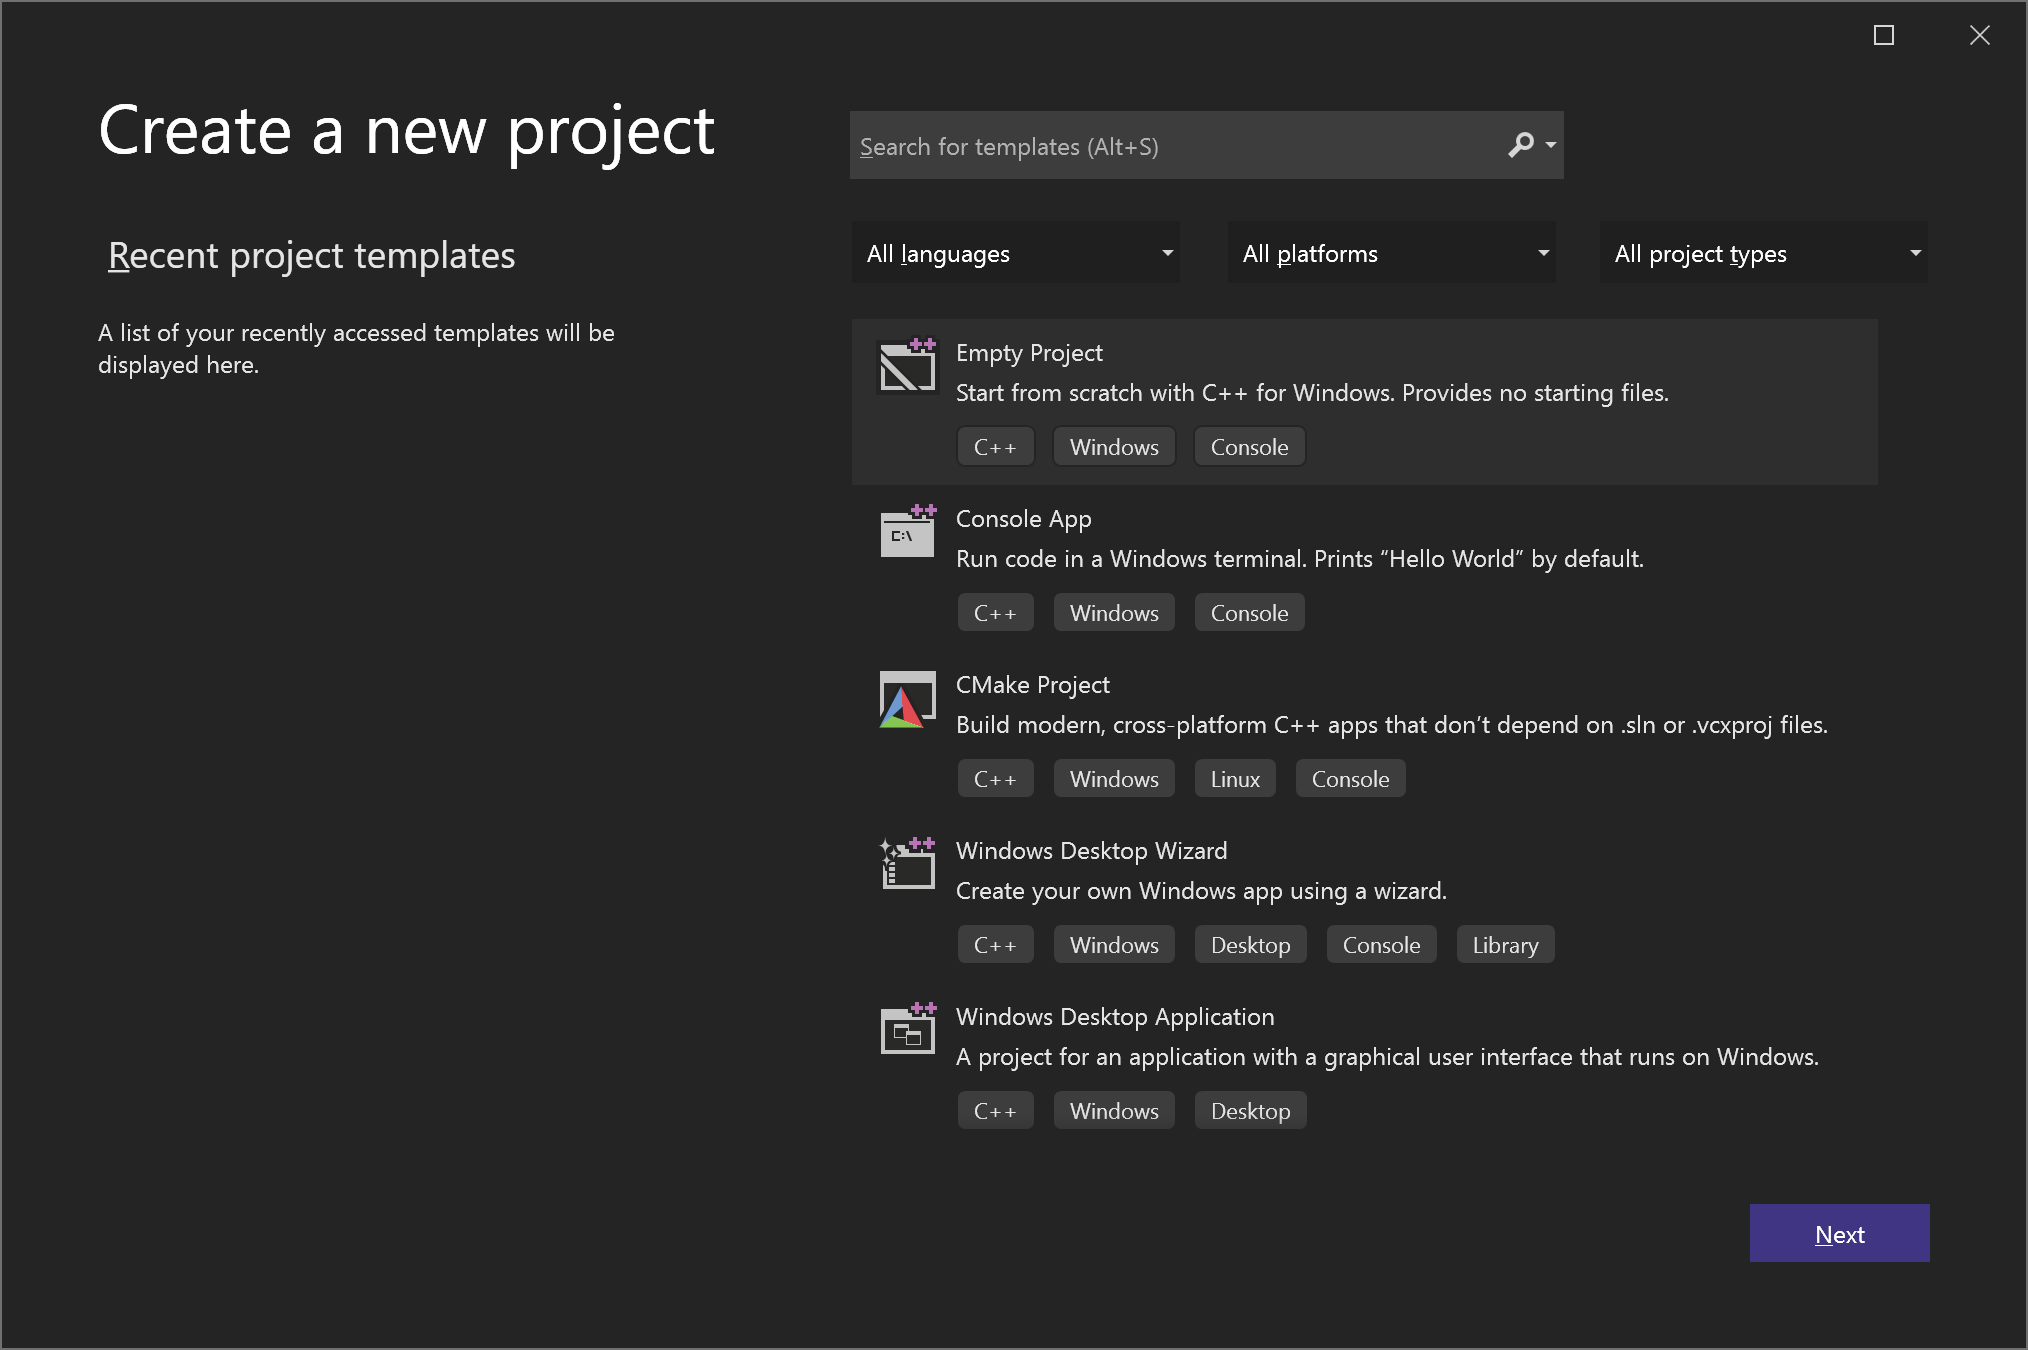 Create a new project
Search for templates (Alt+S)
Recent project templates
A list of your recently accessed templates will be
displayed here.
All languages
All platforms
All project types
Empty Project
Start from scratch with C++ for Windows. Provides no starting files.
C++ Windows Console
C:\
Console App
Run code in a Windows terminal. Prints “Hello World” by default.
C++ Windows Console
CMake Project
Build modern, cross-platform C++ apps that don’t depend on .sln or .vcxproj files.
C++ Windows Linux Console
Windows Desktop Wizard
Create your own Windows app using a wizard.
C++ Windows Desktop Console Library
Windows Desktop Application
A project for an application with a graphical user interface that runs on Windows.
C++ Windows Desktop
Next